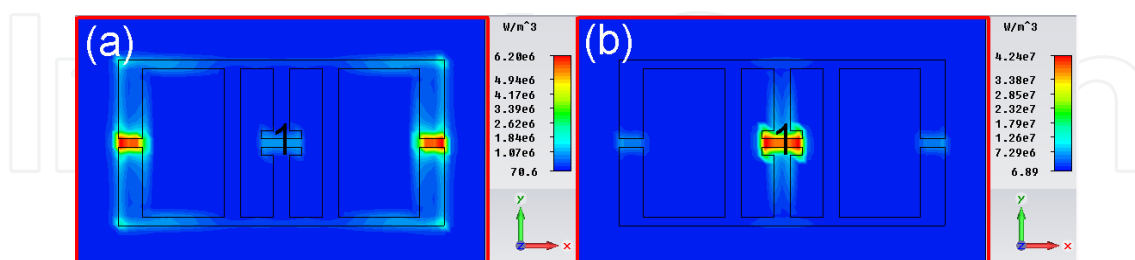 (a)
W/m^3
6.20e6
4.94e6
4.17e6
3.39e6
2.62e6
1.84e6
1.07e6
70.6
1
y
z
x
(b)
W/m^3
4.24e7
3.38e7
2.85e7
2.32e7
1.79e7
1.26e7
7.29e6
6.89
1
y
z
x